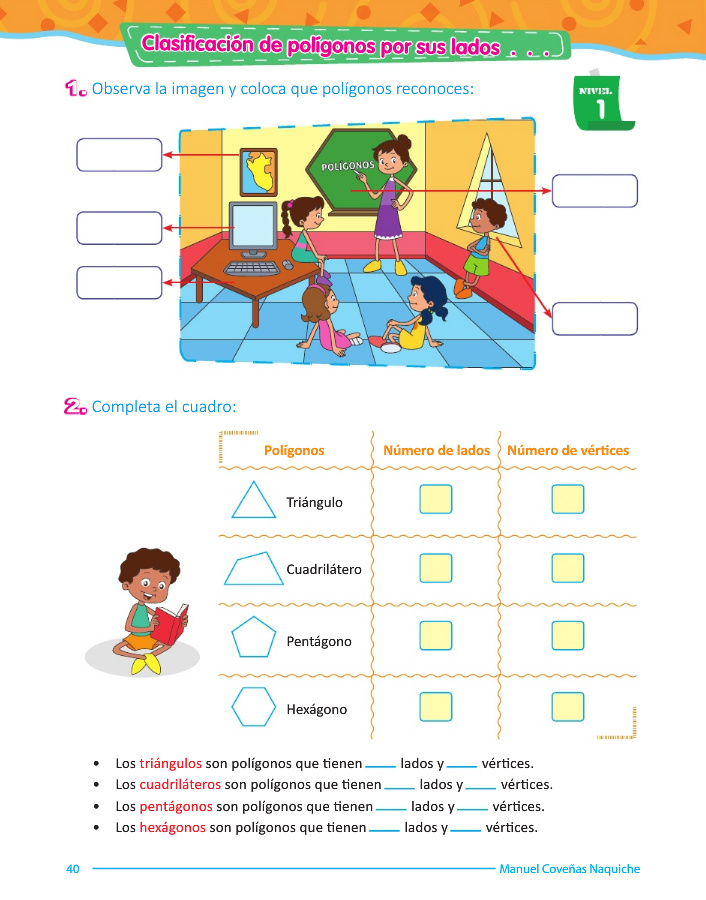 Clasificación de polígonos por sus lados . . .
1. Observa la imagen y coloca que polígonos reconoces:
NIVEL
1
POLÍGONOS
2. Completa el cuadro:
Polígonos Número de lados Número de vértices
Triángulo
Cuadrilátero
Pentágono
Hexágono
• Los triángulos son polígonos que tienen ____ lados y ____ vértices.
• Los cuadriláteros son polígonos que tienen ____ lados y ____ vértices.
• Los pentágonos son polígonos que tienen ____ lados y ____ vértices.
• Los hexágonos son polígonos que tienen ____ lados y ____ vértices.
40 Manuel Coveñas Naquiche